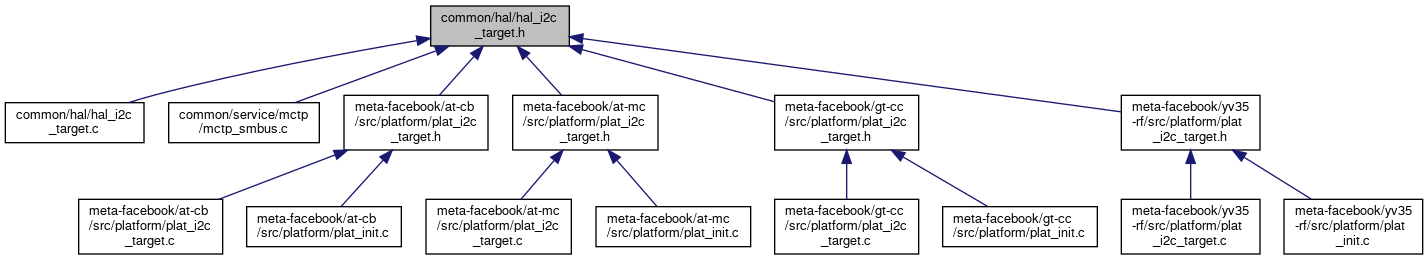 common/hal/hal_i2c
_target.h
common/hal/hal_i2c
_target.c
common/service/mctp
/mctp_smbus.c
meta-facebook/at-cb
/src/platform/plat_i2c
_target.h
meta-facebook/at-mc
/src/platform/plat_i2c
_target.h
meta-facebook/gt-cc
/src/platform/plat_i2c
_target.h
meta-facebook/yv35
-rf/src/platform/plat
_i2c_target.h
meta-facebook/at-cb
/src/platform/plat_i2c
_target.c
meta-facebook/at-cb
/src/platform/plat_init.c
meta-facebook/at-mc
/src/platform/plat_i2c
_target.c
meta-facebook/at-mc
/src/platform/plat_init.c
meta-facebook/gt-cc
/src/platform/plat_i2c
_target.c
meta-facebook/gt-cc
/src/platform/plat_init.c
meta-facebook/yv35
-rf/src/platform/plat
_i2c_target.c
meta-facebook/yv35
-rf/src/platform/plat
_init.c